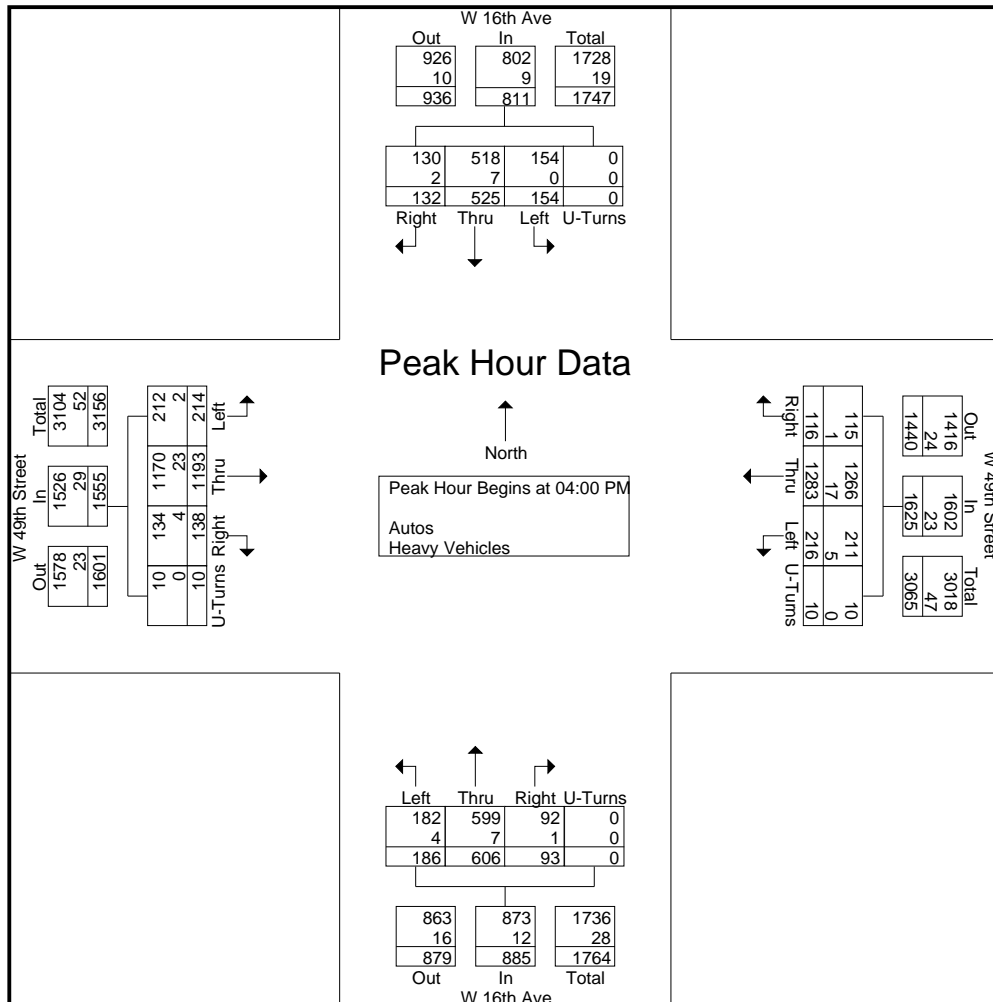 W 16th Ave
Out In Total
926 802 1728
10 9 19
936 811 1747
130 518 154 0
2 7 0 0
132 525 154 0
Right Thru Left U-Turns
Peak Hour Data
North
Peak Hour Begins at 04:00 PM
Autos
Heavy Vehicles
W 49th Street
Out In Total
1578 1526 3104
23 29 52
1601 1555 3156
10 134 1170 212
0 4 23 2
10 138 1193 214
U-Turns Right Thru Left
W 49th Street
Out In Total
1416 1602 3018
24 23 47
1440 1625 3065
115 1266 211 10
1 17 5 0
116 1283 216 10
Right Thru Left U-Turns
Left Thru Right U-Turns
182 599 92 0
4 7 1 0
186 606 93 0
863 873 1736
16 12 28
879 885 1764
Out In Total
W 16th Ave